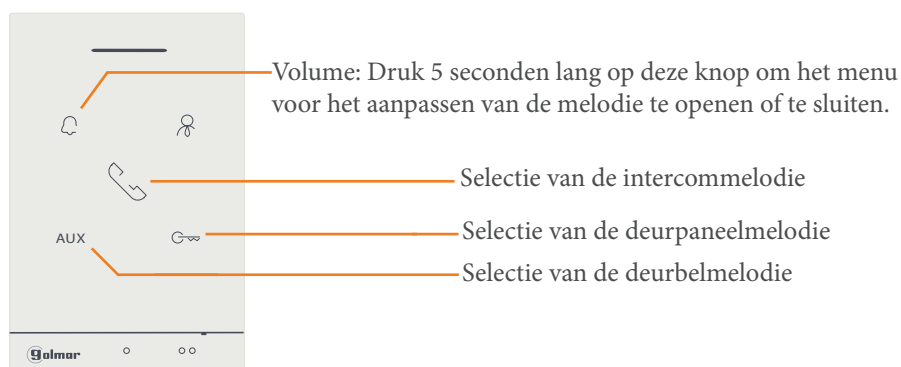 Volume: Druk 5 seconden lang op deze knop om het menu
voor het aanpassen van de melodie te openen of te sluiten.
Selectie van de intercommelodie
AUX
Selectie van de deurpaneelmelodie
Selectie van de deurbelmelodie
golmar